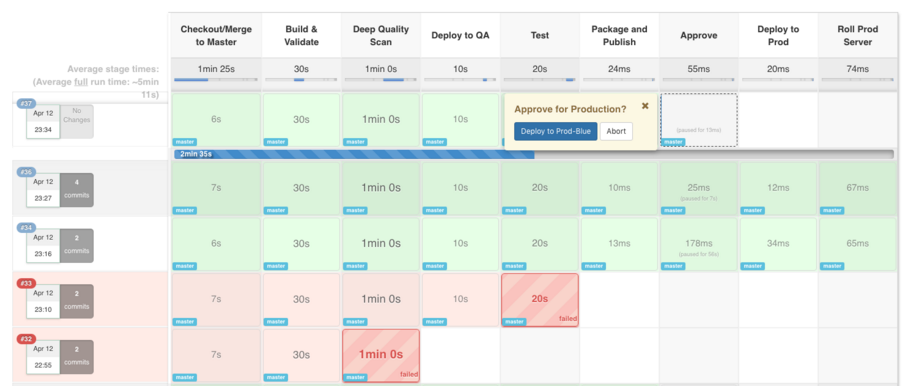 Checkout/Merge to Master
Build & Validate
Deep Quality Scan
Deploy to QA
Test
Package and Publish
Approve
Deploy to Prod
Roll Prod Server
Average stage times:
(Average full run time: ~5min 11s)
1min 25s
30s
1min 0s
10s
20s
24ms
55ms
20ms
74ms
#37
Apr 12
23:34
No Changes
6s
master
30s
master
1min 0s
master
10s
master
Approve for Production? ✖
Deploy to Prod-Blue
Abort
(paused for 10ms)
master
2min 35s
#36
Apr 12
23:27
4 commits
7s
master
30s
master
1min 0s
master
10s
master
20s
master
10ms
master
25ms
(paused for 7s)
master
12ms
master
67ms
master
#34
Apr 12
23:16
2 commits
6s
master
30s
master
1min 0s
master
10s
master
20s
master
13ms
master
178ms
(paused for 56s)
master
34ms
master
65ms
master
#33
Apr 12
23:10
2 commits
7s
master
30s
master
1min 0s
master
10s
master
20s
master
failed
#32
Apr 12
22:55
2 commits
7s
master
30s
master
1min 0s
master
failed